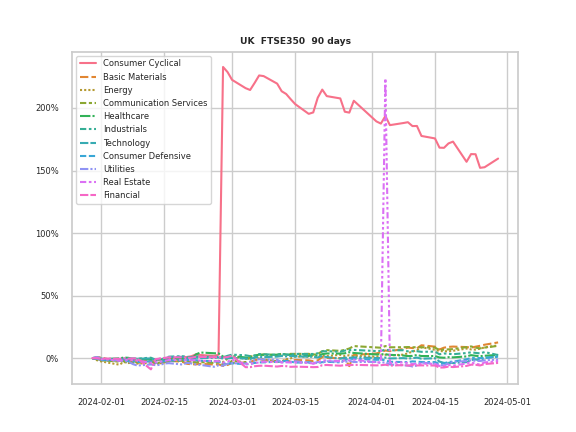 UK  FTSE350  90 days
Consumer Cyclical
Basic Materials
Energy
Communication Services
Healthcare
Industrials
Technology
Consumer Defensive
Utilities
Real Estate
Financial
200%
150%
100%
50%
0%
2024-02-01 2024-02-15 2024-03-01 2024-03-15 2024-04-01 2024-04-15 2024-05-01